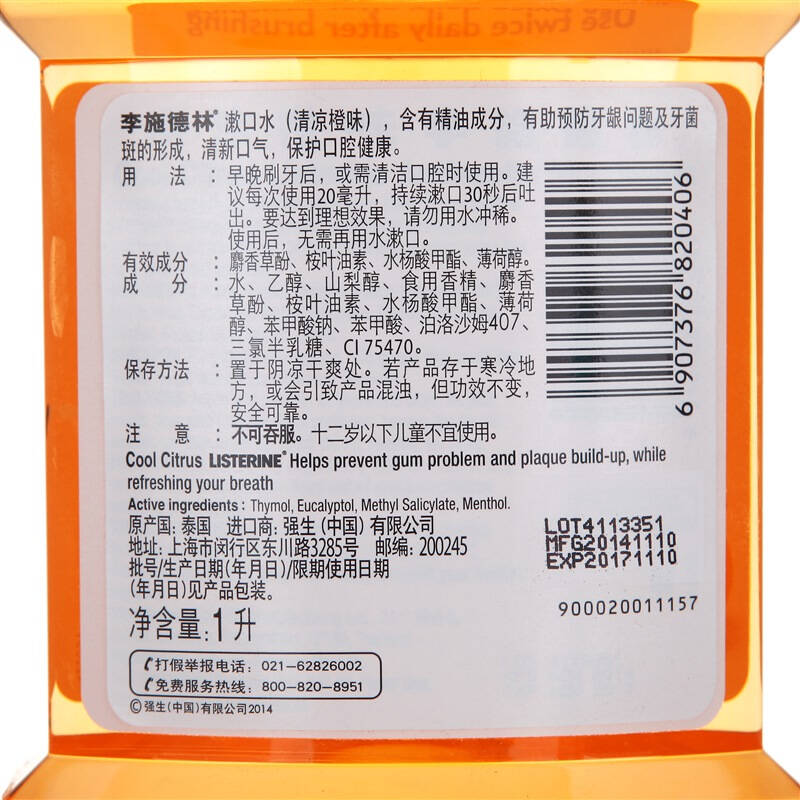 Use twice daily after brushing
李施德林® 漱口水（清凉橙味），含有精油成分，有助预防牙龈问题及牙菌
斑的形成，清新口气，保护口腔健康。
用 法：早晚刷牙后，或需清洁口腔时使用。建
议每次使用20毫升，持续漱口30秒后吐
出。要达到理想效果，请勿用水冲稀。
使用后，无需再用水漱口。
有效成分：麝香草酚、桉叶油素、水杨酸甲酯、薄荷醇。
成 分：水、乙醇、山梨醇、食用香精、麝香
草酚、桉叶油素、水杨酸甲酯、薄荷
醇、苯甲酸钠、苯甲酸、泊洛沙姆407、
三氯半乳糖、CI 75470。
保存方法：置于阴凉干爽处。若产品存于寒冷地
方，或会引致产品混浊，但功效不变，
安全可靠。
注 意：不可吞服。十二岁以下儿童不宜使用。
Cool Citrus LISTERINE® Helps prevent gum problem and plaque build-up, while
refreshing your breath
Active ingredients: Thymol, Eucalyptol, Methyl Salicylate, Menthol.
原产国：泰国 进口商：强生（中国）有限公司
地址：上海市闵行区东川路3285号 邮编：200245
批号/生产日期（年月日）/限期使用日期
（年月日）见产品包装。
净含量：1升
打假举报电话：021-62826002
免费服务热线：800-820-8951
©强生（中国）有限公司2014
6 907376 820406
LOT4113351
MFG20141110
EXP20171110
900020011157